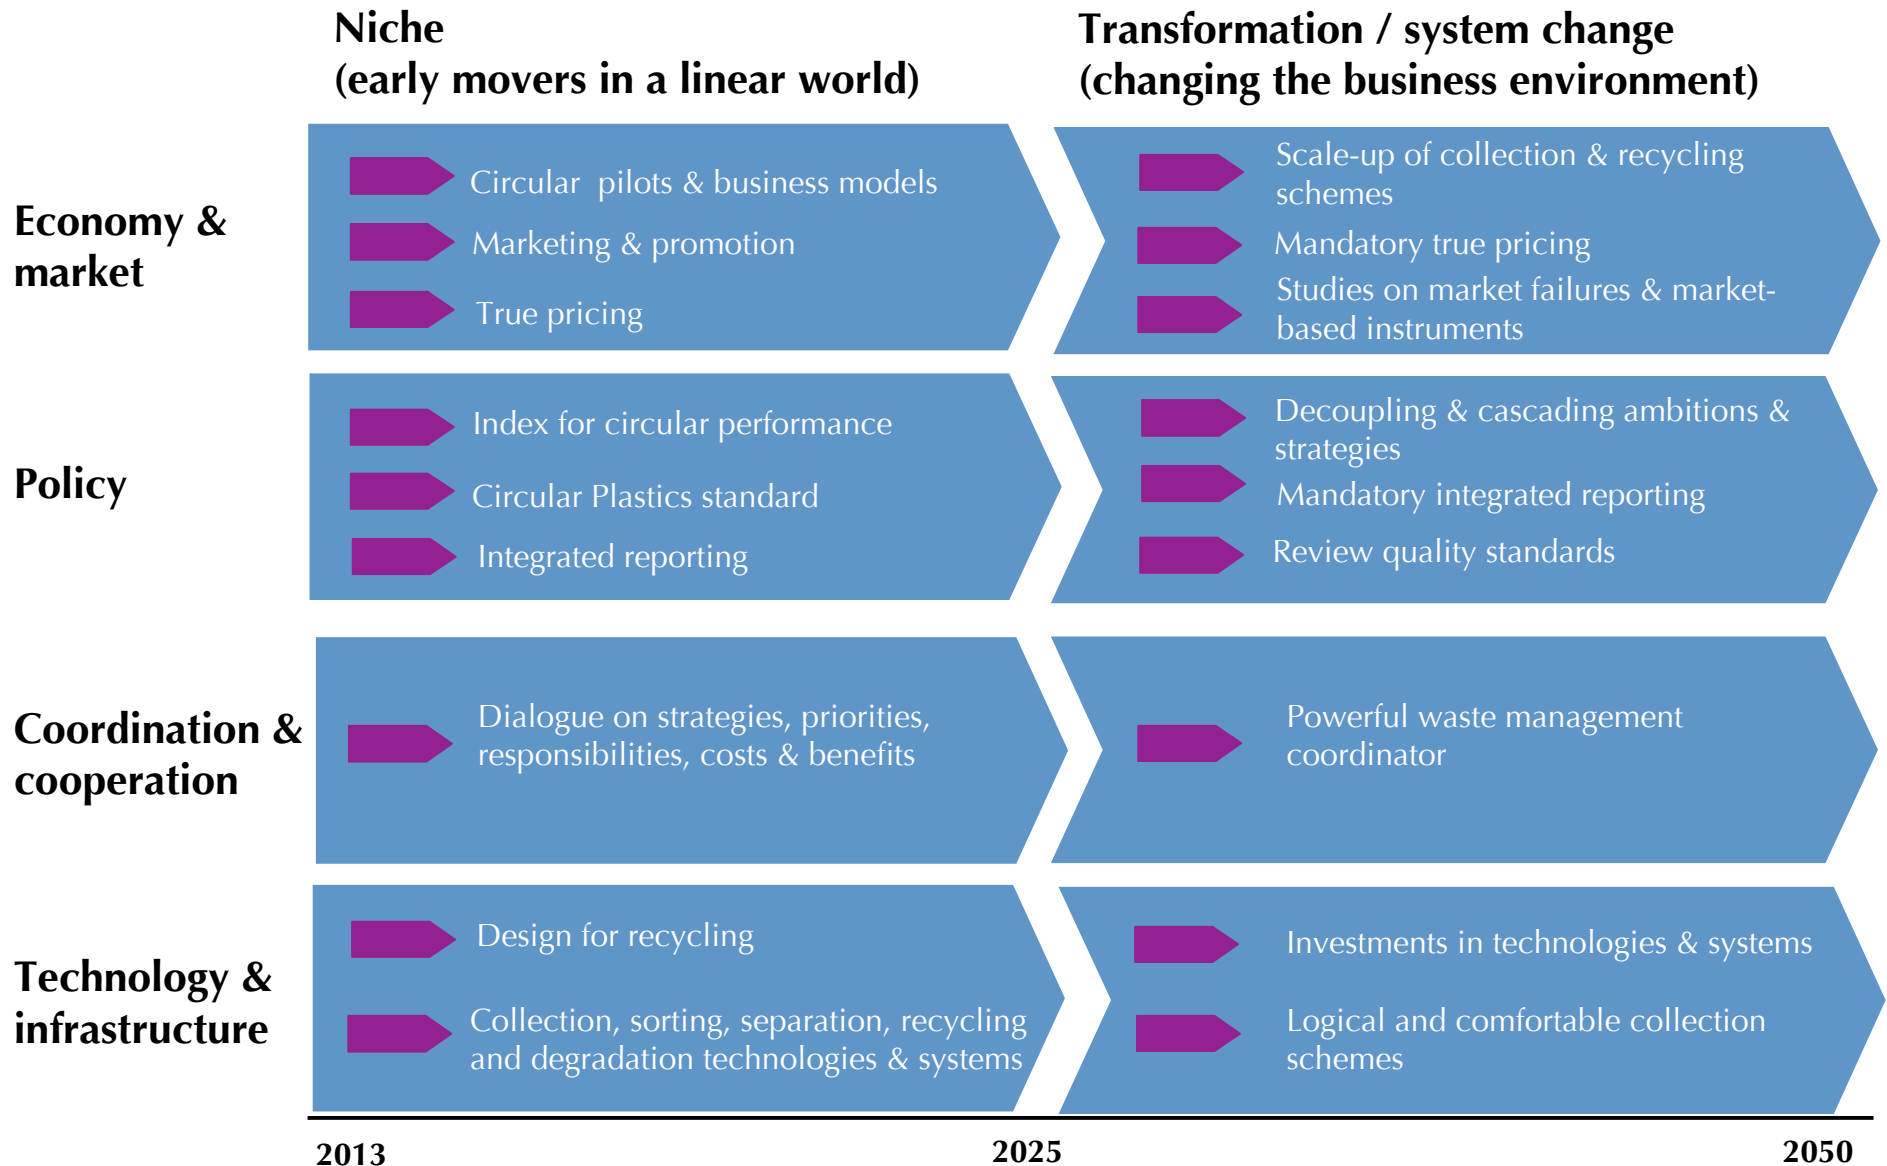 Niche
(early movers in a linear world)
Transformation / system change
(changing the business environment)
Economy &
market
Circular pilots & business models
Marketing & promotion
True pricing
Scale-up of collection & recycling
schemes
Mandatory true pricing
Studies on market failures & market-
based instruments
Policy
Index for circular performance
Circular Plastics standard
Integrated reporting
Decoupling & cascading ambitions &
strategies
Mandatory integrated reporting
Review quality standards
Coordination &
cooperation
Dialogue on strategies, priorities,
responsibilities, costs & benefits
Powerful waste management
coordinator
Technology &
infrastructure
Design for recycling
Collection, sorting, separation, recycling
and degradation technologies & systems
Investments in technologies & systems
Logical and comfortable collection
schemes
2013
2025
2050